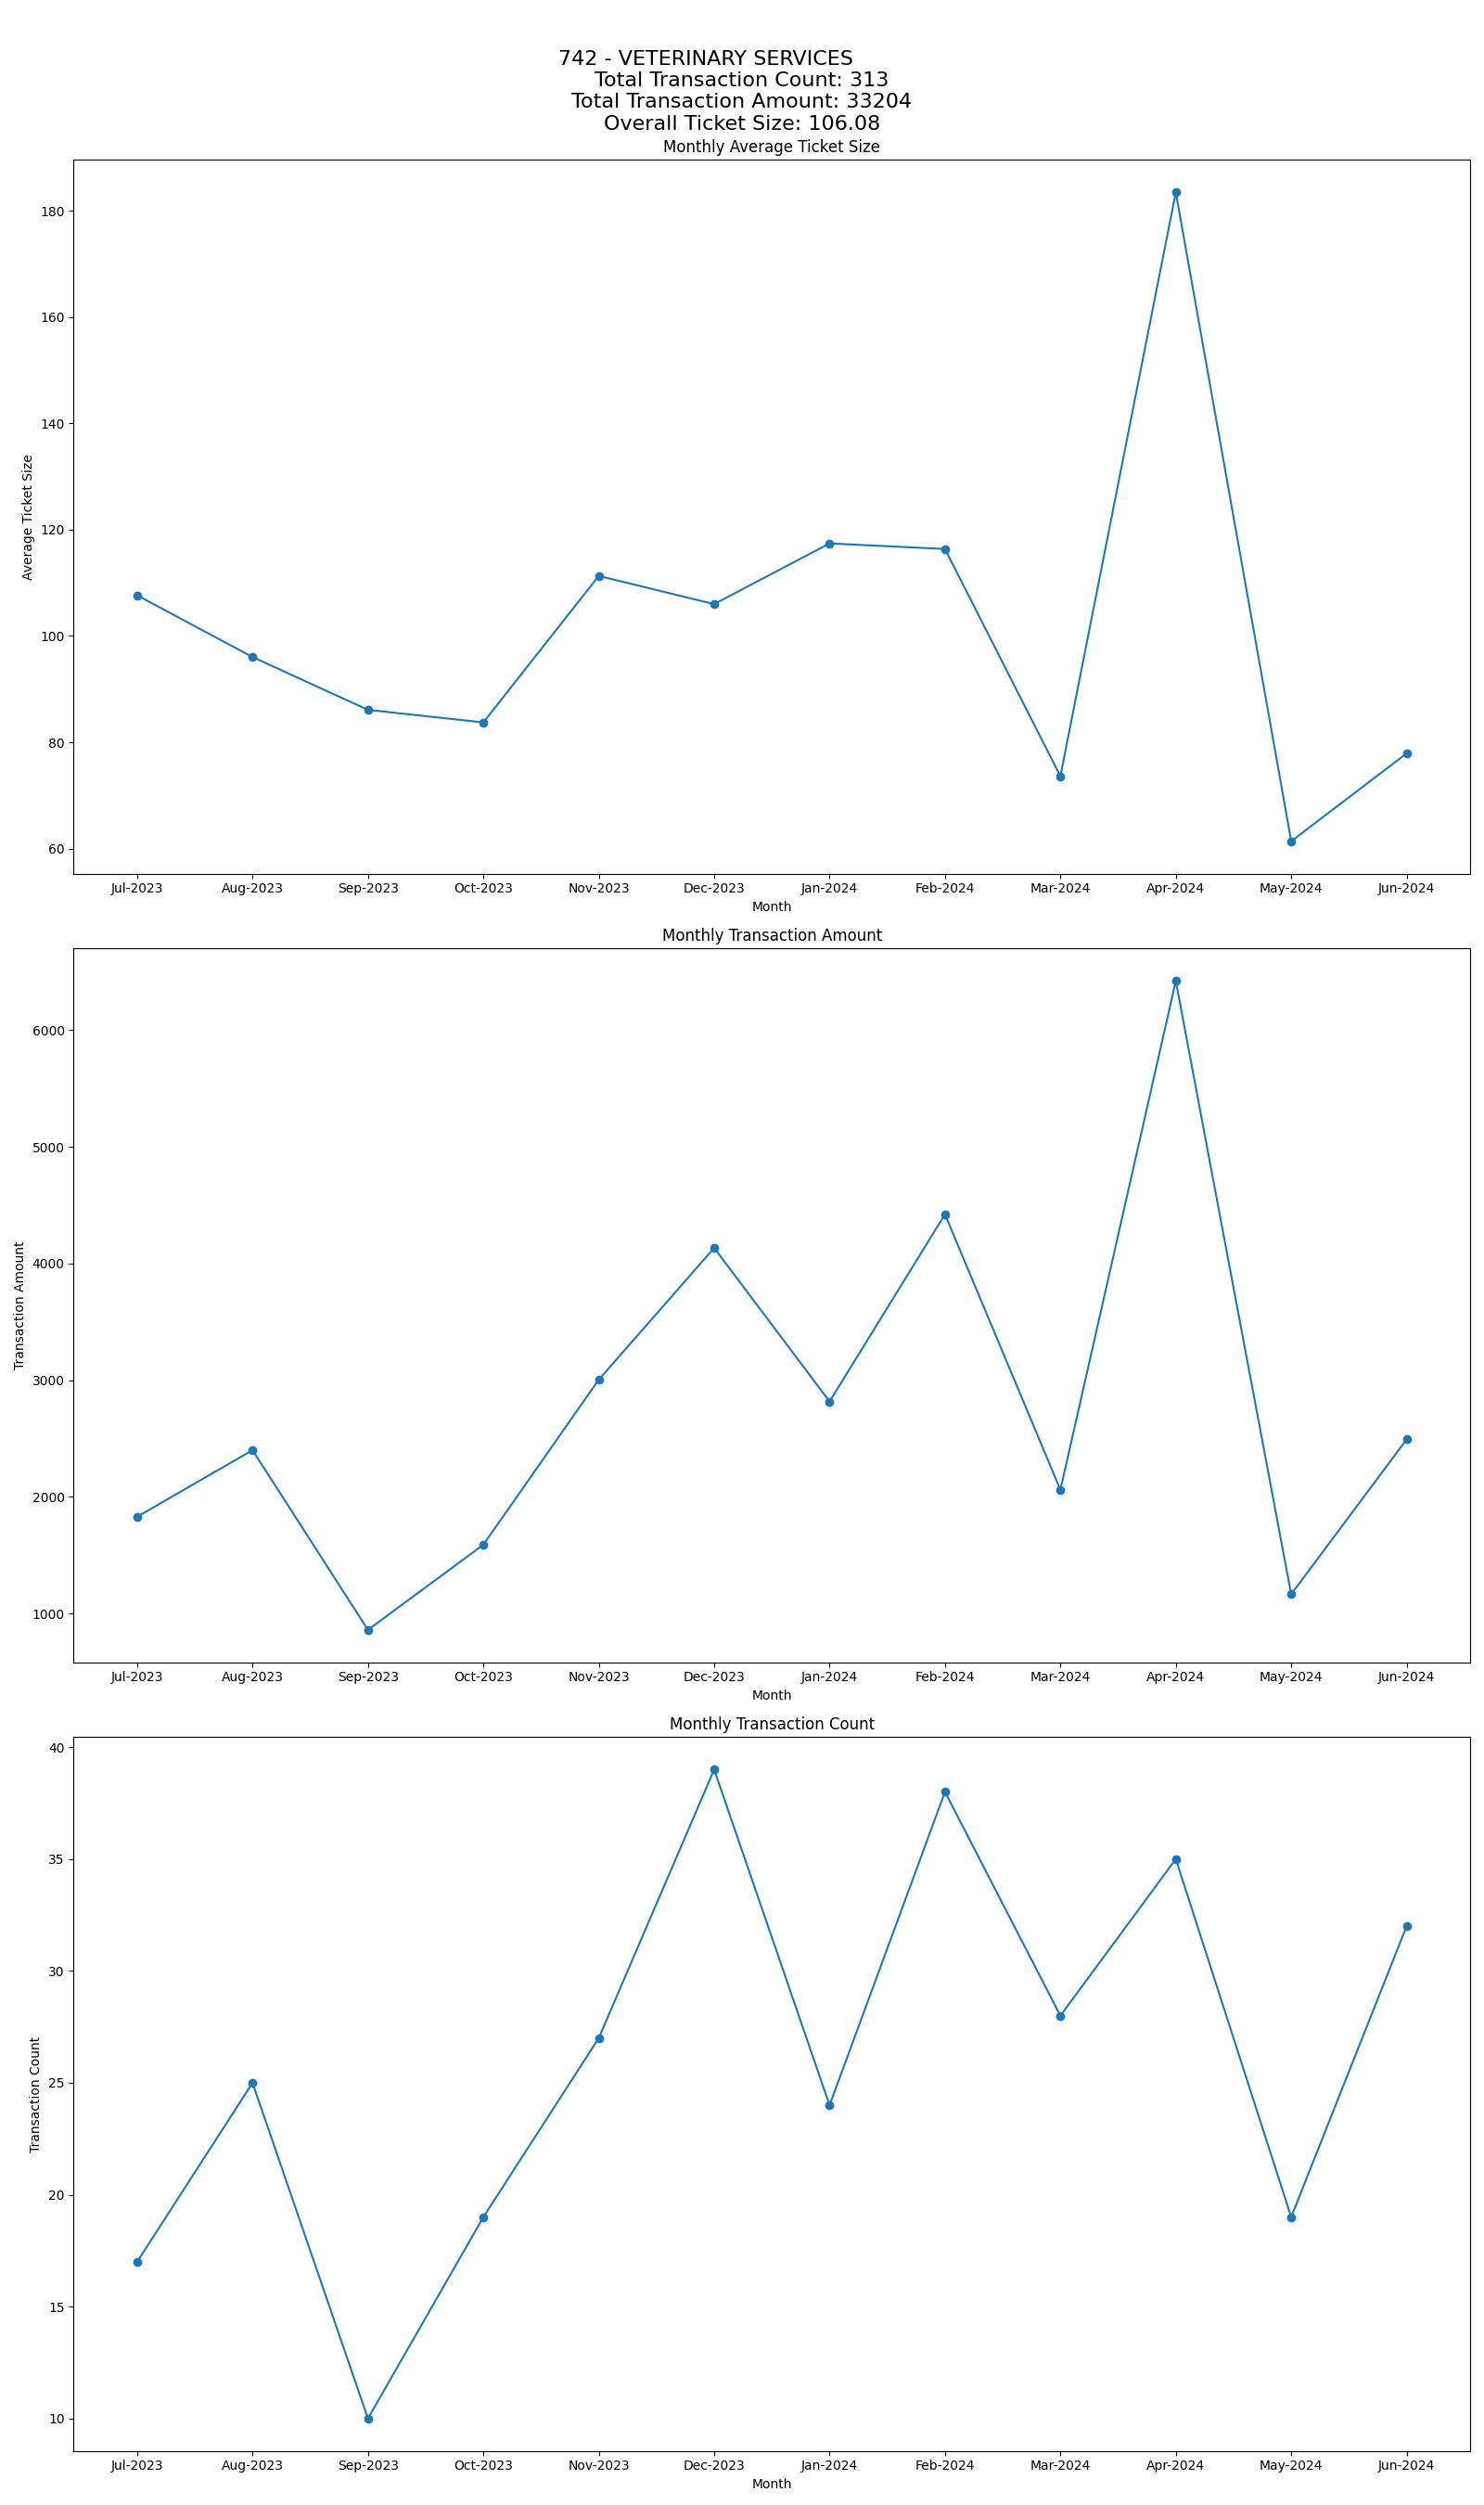 742 - VETERINARY SERVICES
Total Transaction Count: 313
Total Transaction Amount: 33204
Overall Ticket Size: 106.08
Monthly Average Ticket Size
180
160
140
120
100
80
60
Average Ticket Size
Jul-2023 Aug-2023 Sep-2023 Oct-2023 Nov-2023 Dec-2023 Jan-2024 Feb-2024 Mar-2024 Apr-2024 May-2024 Jun-2024
Month
Monthly Transaction Amount
6000
5000
4000
3000
2000
1000
Transaction Amount
Jul-2023 Aug-2023 Sep-2023 Oct-2023 Nov-2023 Dec-2023 Jan-2024 Feb-2024 Mar-2024 Apr-2024 May-2024 Jun-2024
Month
Monthly Transaction Count
40
35
30
25
20
15
10
Transaction Count
Jul-2023 Aug-2023 Sep-2023 Oct-2023 Nov-2023 Dec-2023 Jan-2024 Feb-2024 Mar-2024 Apr-2024 May-2024 Jun-2024
Month